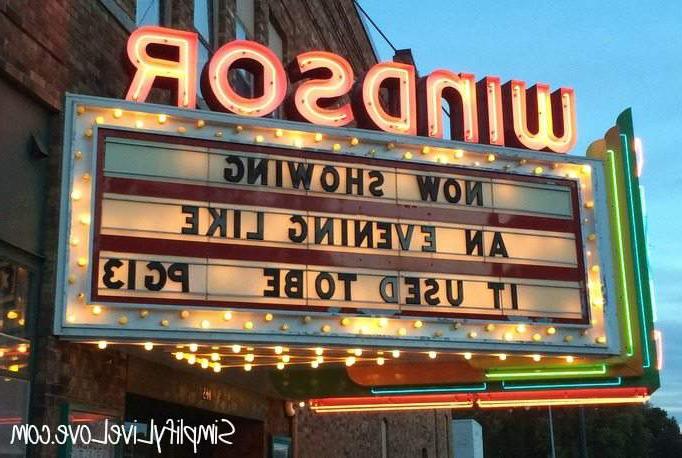 WINDSOR
NOW SHOWING
AN EVENING LIKE
IT USED TO BE PG13
SimplifyLiveLove.com